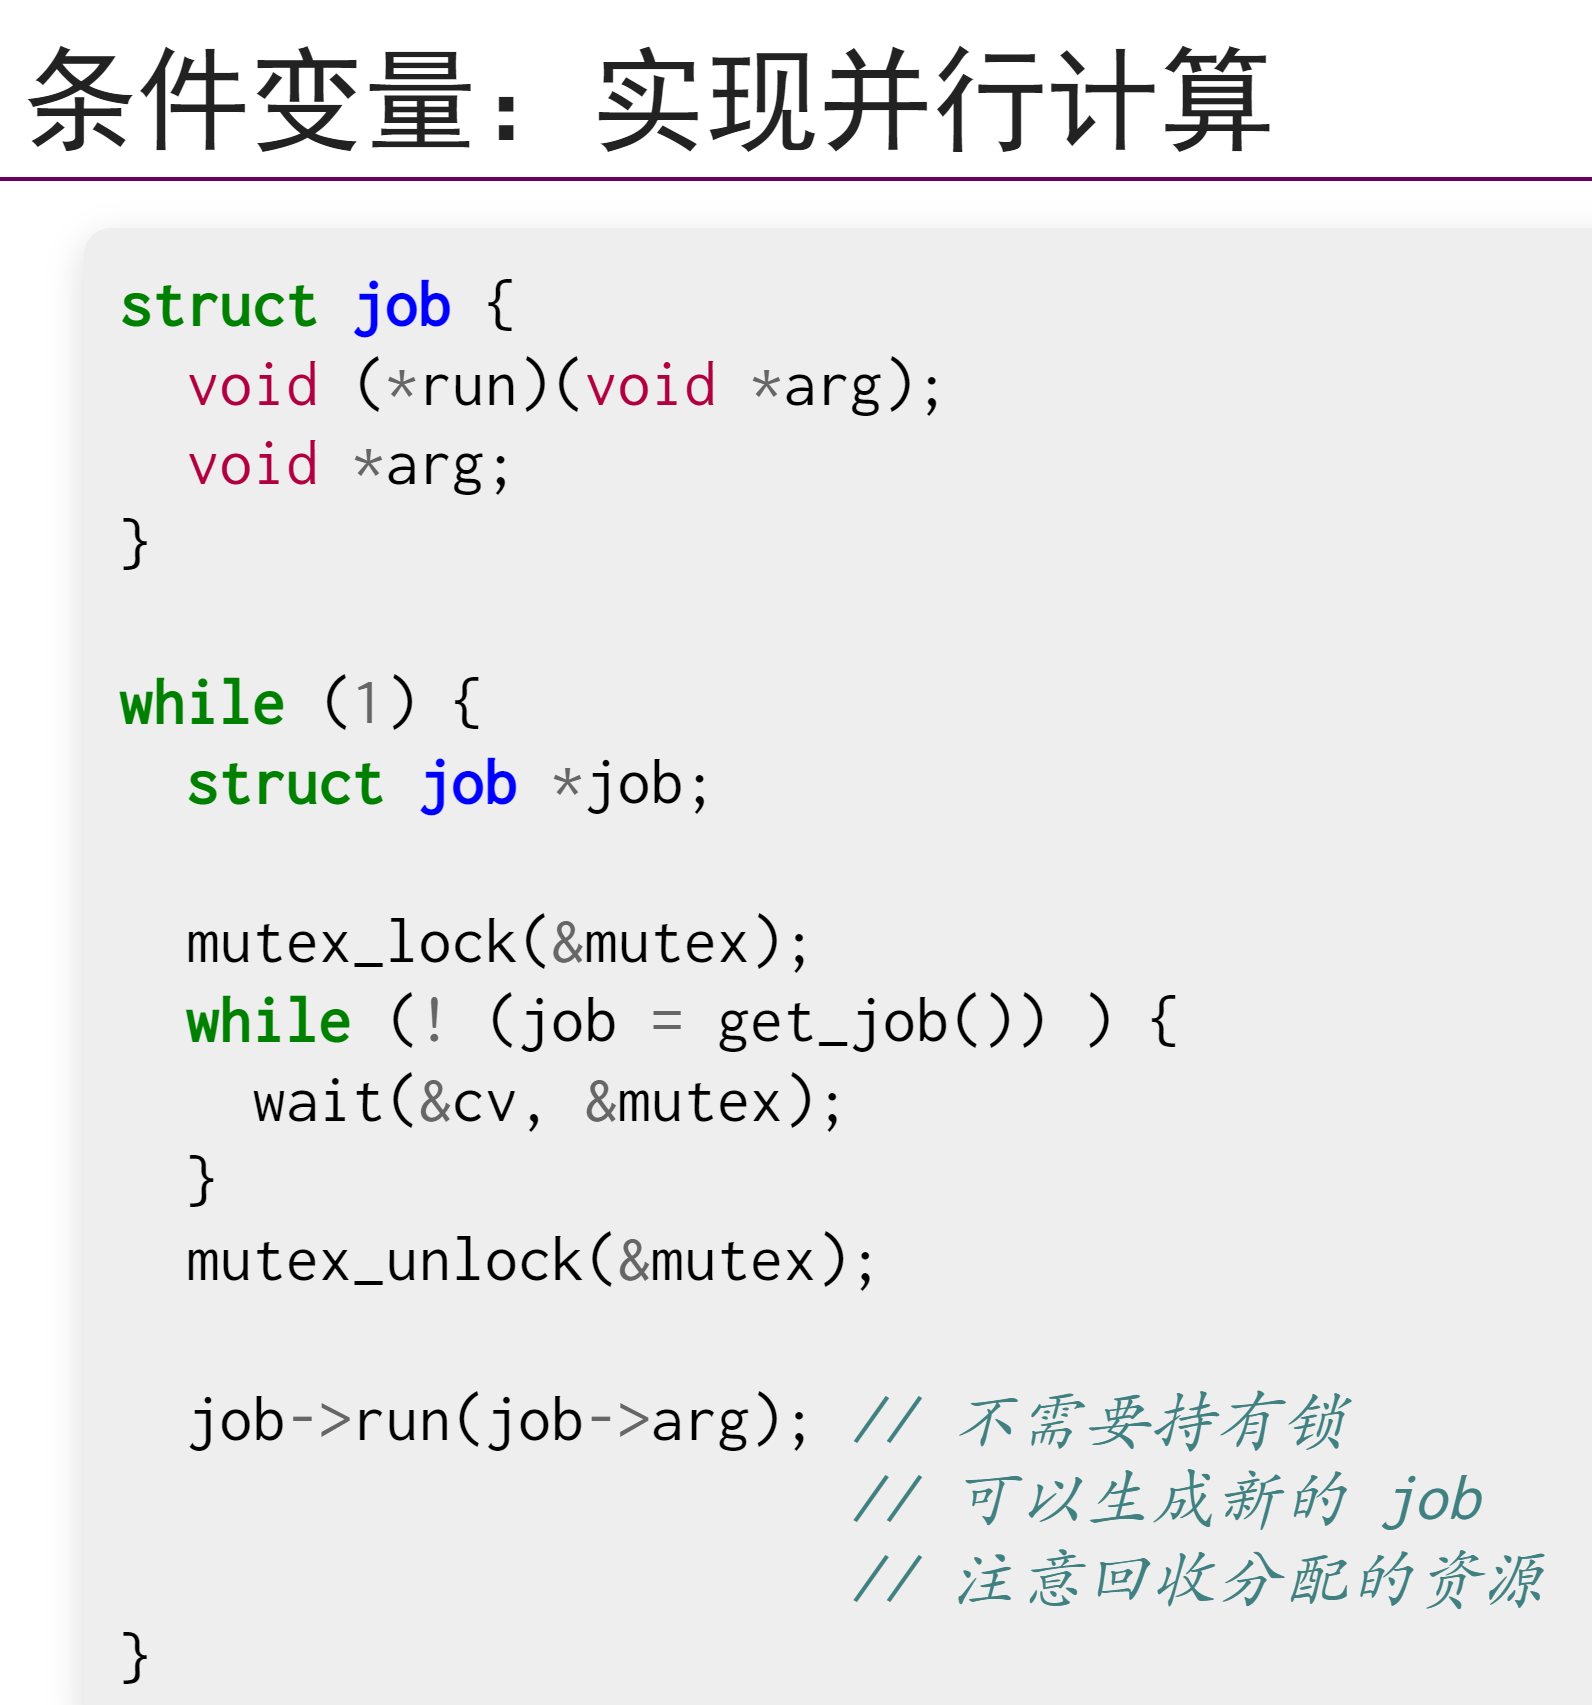 条件变量：实现并行计算
struct job {
  void (*run)(void *arg);
  void *arg;
}
while (1) {
  struct job *job;
  mutex_lock(&mutex);
  while (! (job = get_job()) ) {
    wait(&cv, &mutex);
  }
  mutex_unlock(&mutex);
  job->run(job->arg); // 不需要持有锁
                      // 可以生成新的 job
                      // 注意回收分配的资源
}